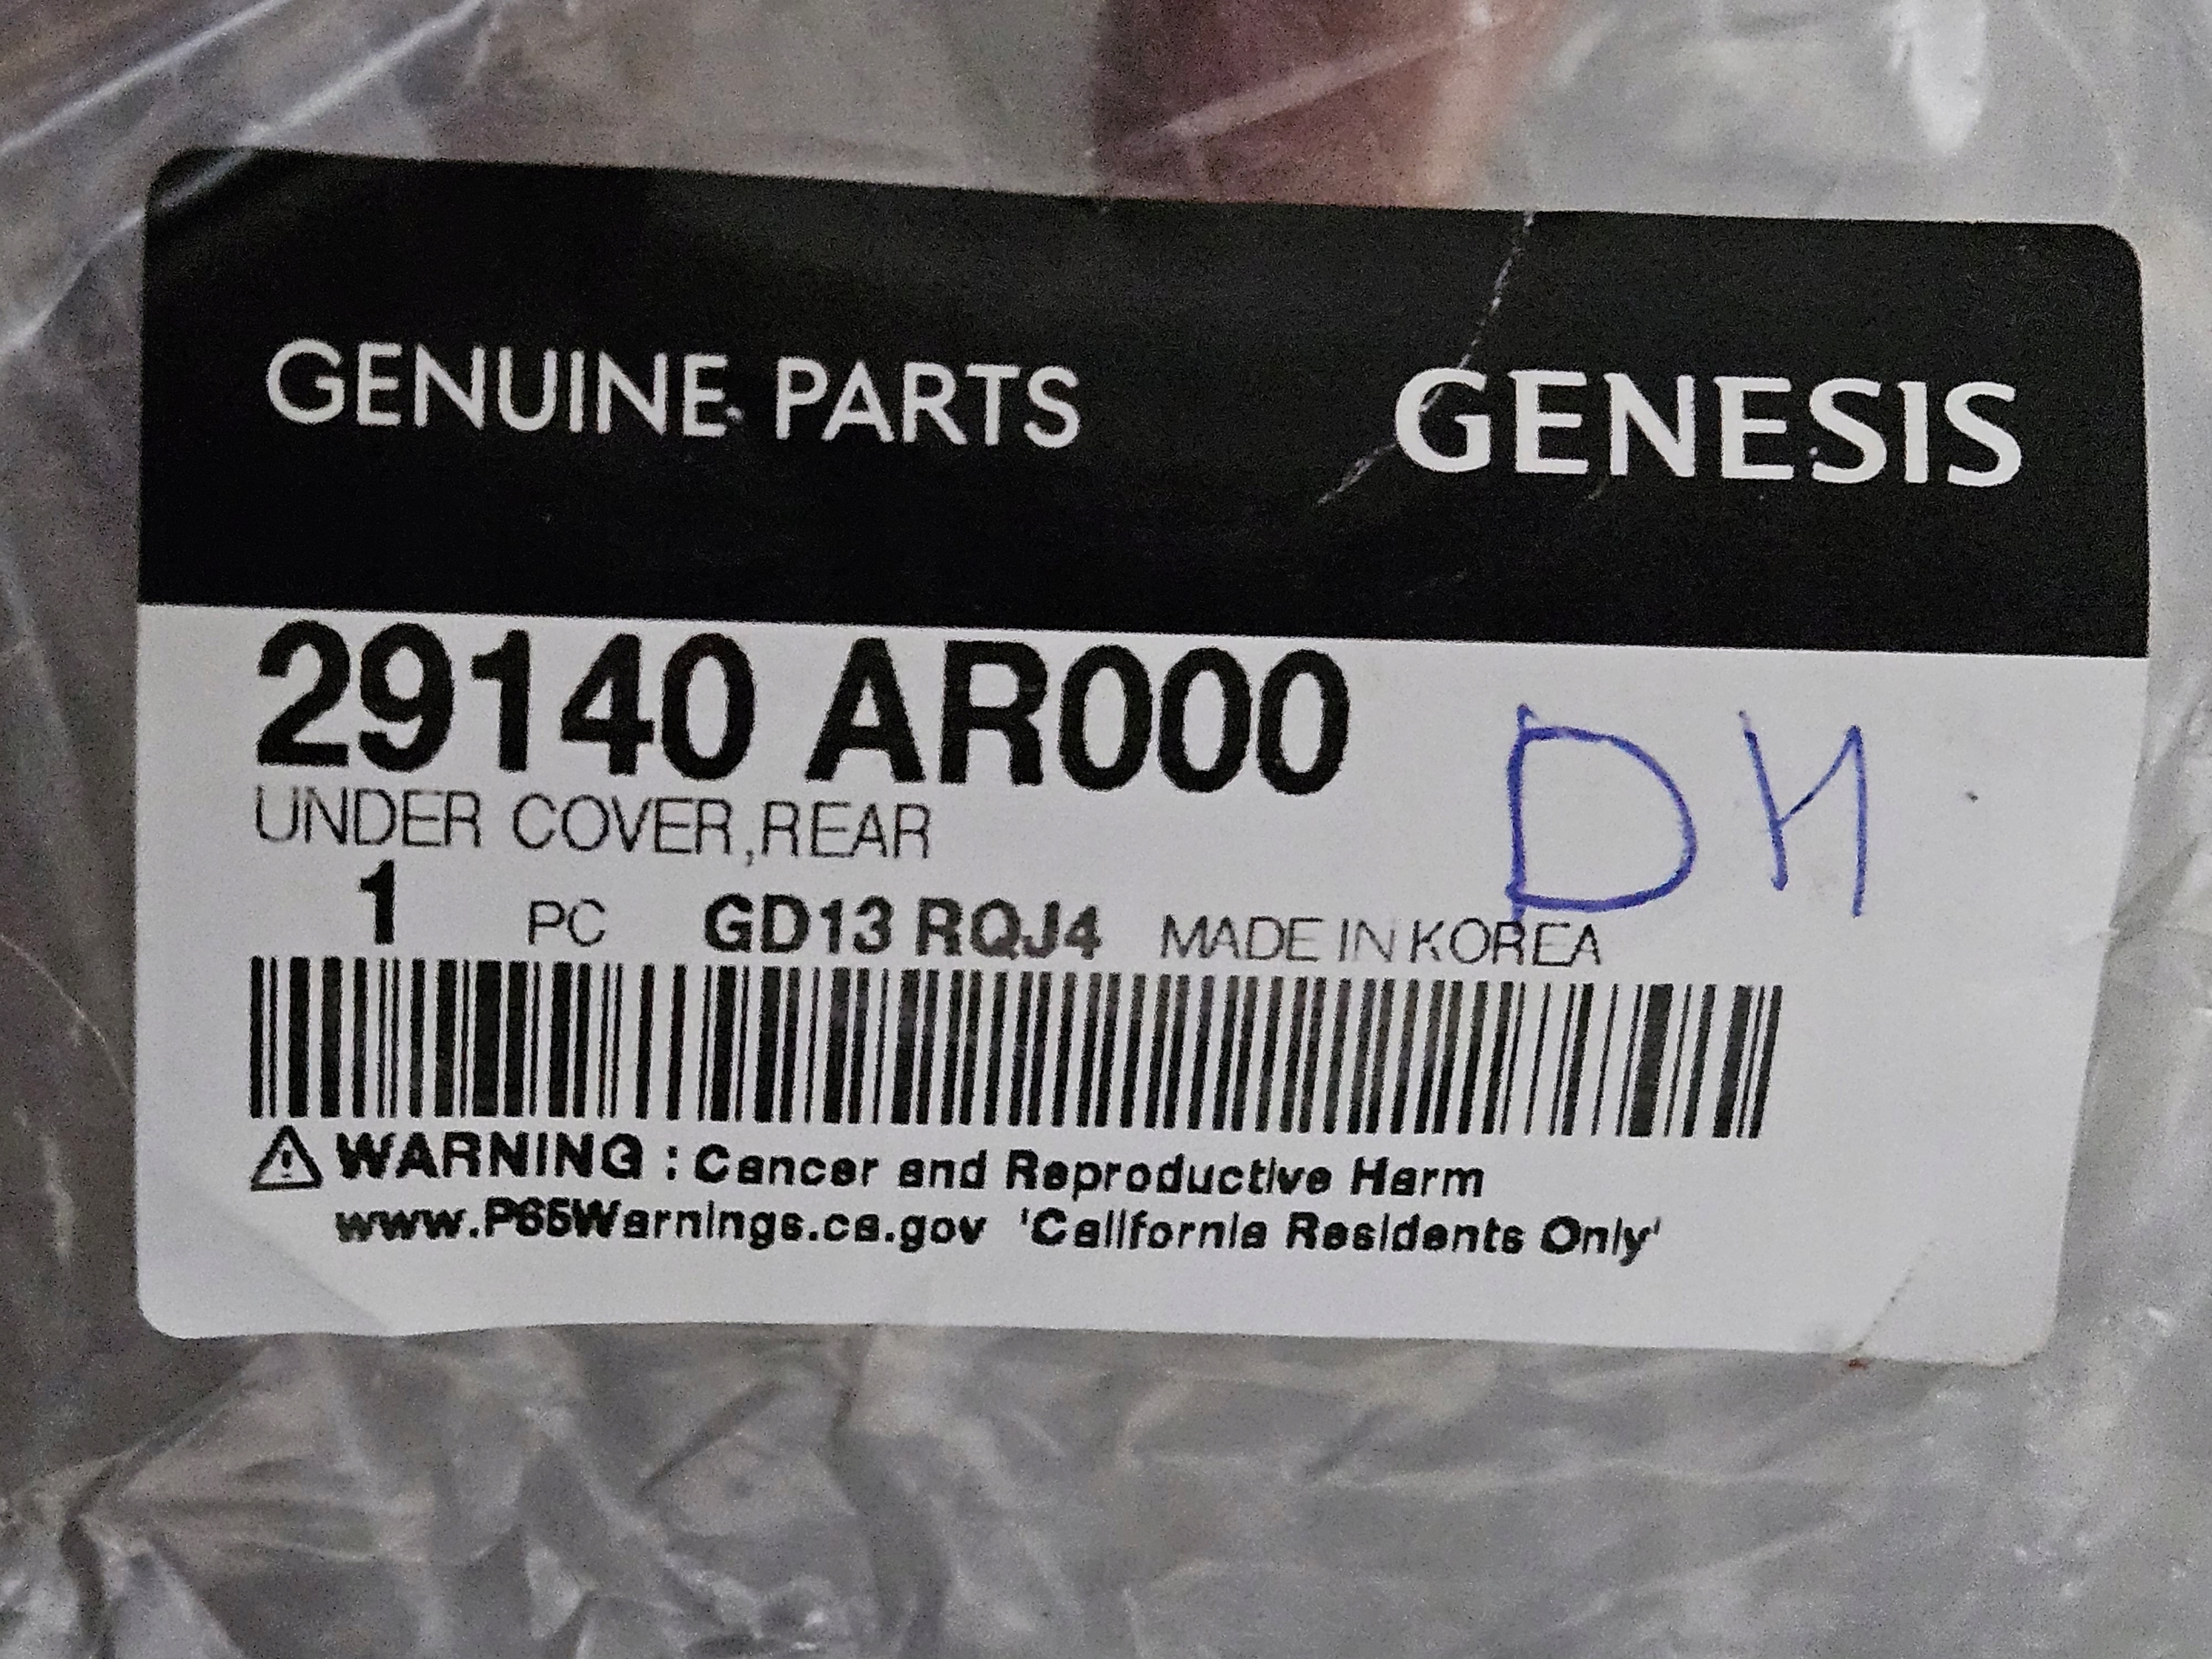 GENUINE PARTS GENESIS
29140 AR000
DH
UNDER COVER,REAR
1 PC GD13 RQJ4 MADE IN KOREA
WARNING : Cancer and Reproductive Harm
www.P65Warnings.ca.gov 'California Residents Only'